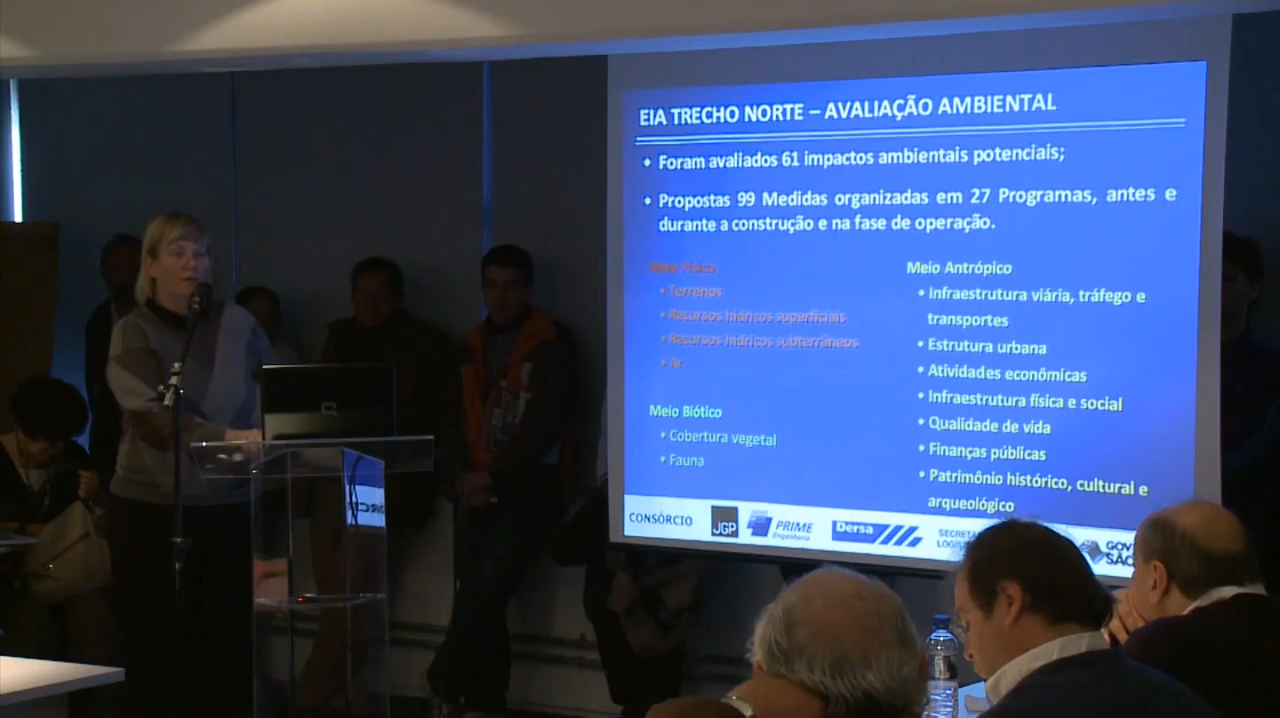 EIA TRECHO NORTE – AVALIAÇÃO AMBIENTAL
• Foram avaliados 61 impactos ambientais potenciais;
• Propostas 99 Medidas organizadas em 27 Programas, antes e
durante a construção e na fase de operação.
Meio Físico
• Terrenos
• Recursos hídricos superficiais
• Recursos hídricos subterrâneos
• Ar
Meio Biótico
• Cobertura vegetal
• Fauna
Meio Antrópico
• Infraestrutura viária, tráfego e
transportes
• Estrutura urbana
• Atividades econômicas
• Infraestrutura física e social
• Qualidade de vida
• Finanças públicas
• Patrimônio histórico, cultural e
arqueológico
CONSÓRCIO
JGP
PRIME
Engenharia
Dersa